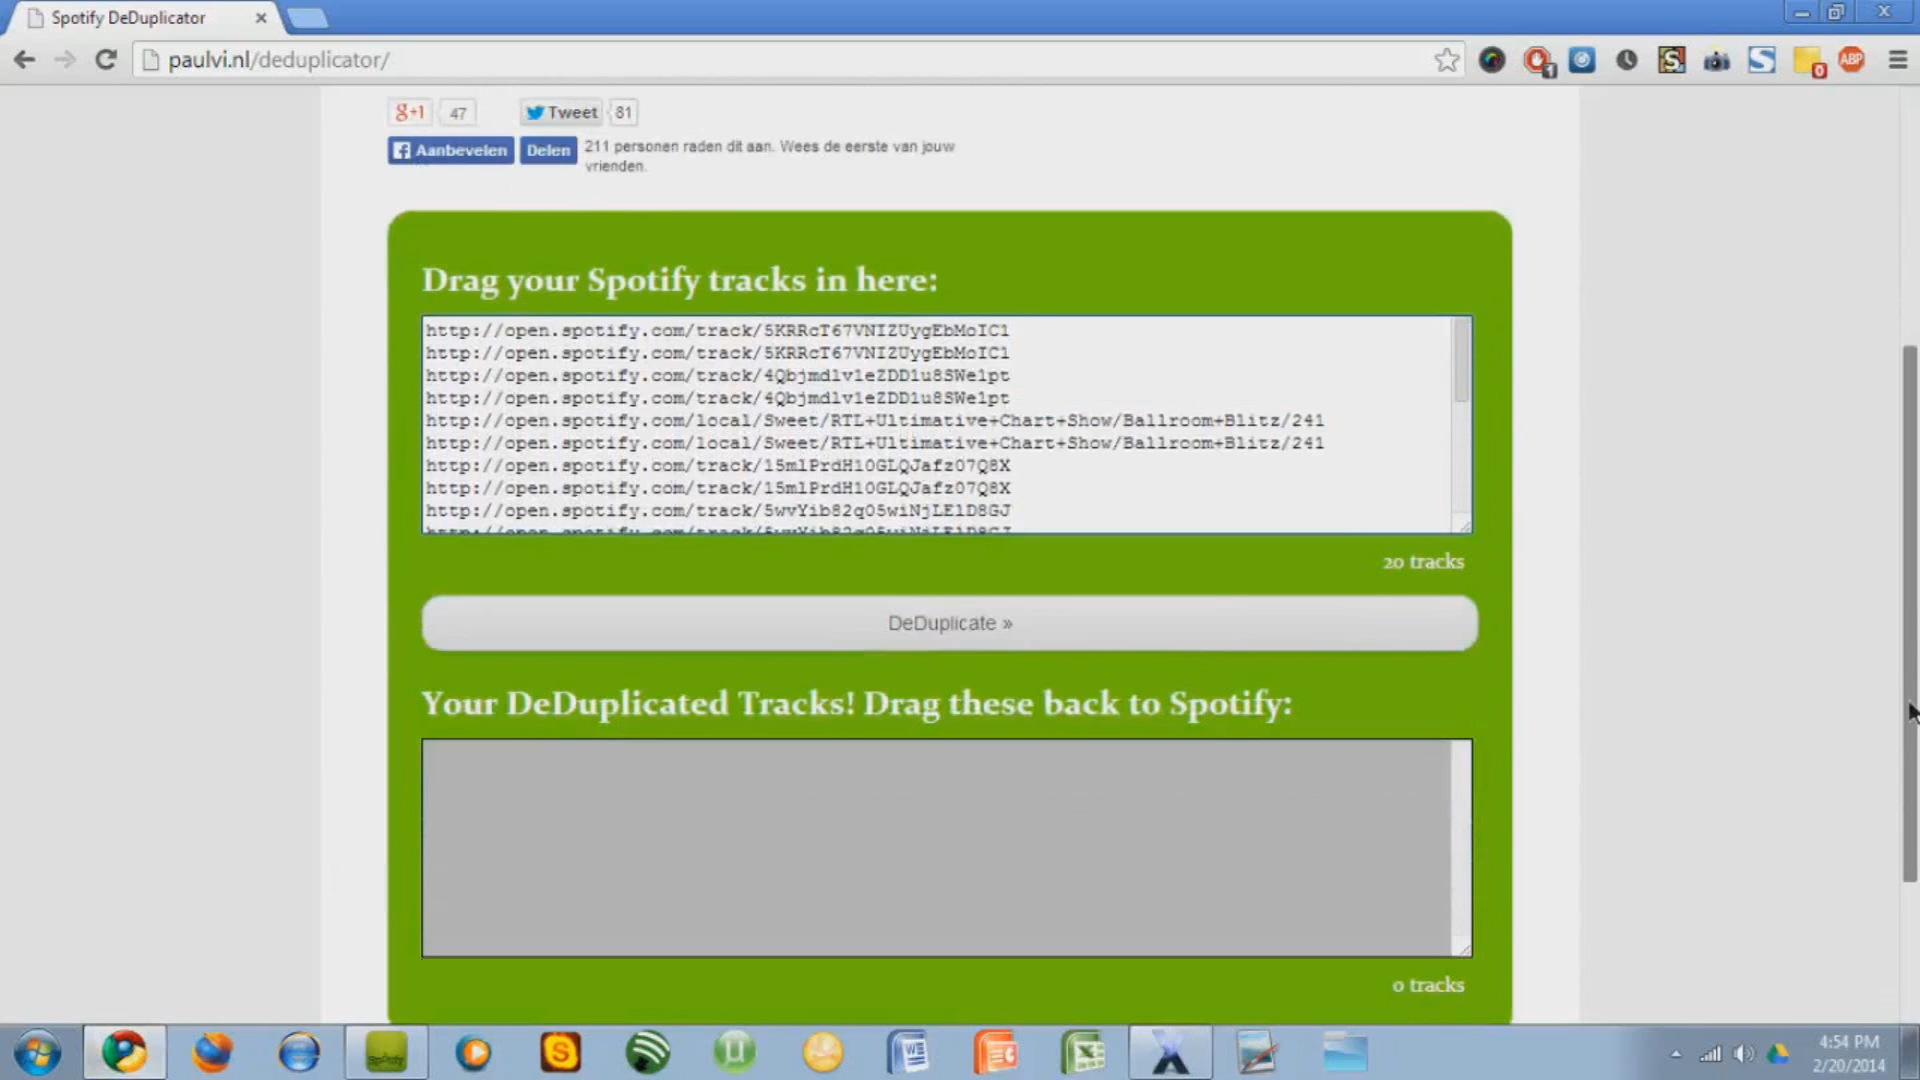 Spotify DeDuplicator
paulvi.nl/deduplicator/
g+1 47 Tweet 81
Aanbevelen Delen 211 personen raden dit aan. Wees de eerste van jouw
vrienden.
Drag your Spotify tracks in here:
http://open.spotify.com/track/5KRRcT67VNIZUygEbMoIC1
http://open.spotify.com/track/5KRRcT67VNIZUygEbMoIC1
http://open.spotify.com/track/4Qbjmdlv1eZDD1u8SWe1pt
http://open.spotify.com/track/4Qbjmdlv1eZDD1u8SWe1pt
http://open.spotify.com/local/Sweet/RTL+Ultimative+Chart+Show/Ballroom+Blitz/241
http://open.spotify.com/local/Sweet/RTL+Ultimative+Chart+Show/Ballroom+Blitz/241
http://open.spotify.com/track/15mlPrdH10GLQJafz07Q8X
http://open.spotify.com/track/15mlPrdH10GLQJafz07Q8X
http://open.spotify.com/track/5wvYib82q05wiNjLE1D8GJ
20 tracks
DeDuplicate »
Your DeDuplicated Tracks! Drag these back to Spotify:
0 tracks
4:54 PM
2/20/2014